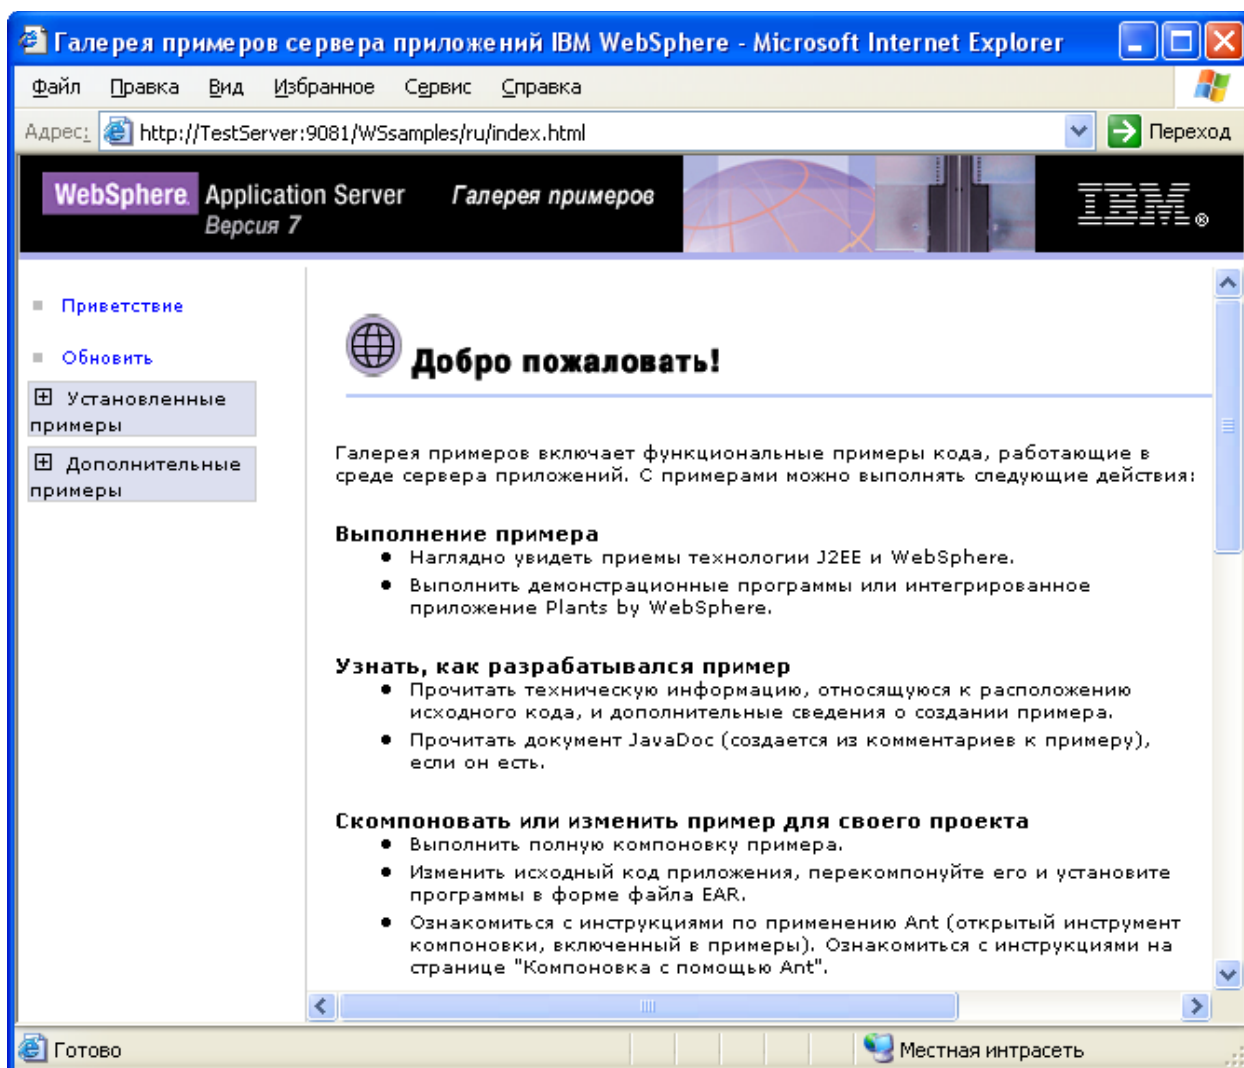 Галерея примеров сервера приложений IBM WebSphere - Microsoft Internet Explorer
Файл Правка Вид Избранное Сервис Справка
Адрес: http://TestServer:9081/WSsamples/ru/index.html Переход
WebSphere. Application Server Галерея примеров
Версия 7
IBM®
Приветствие
Обновить
Установленные
примеры
Дополнительные
примеры
Добро пожаловать!
Галерея примеров включает функциональные примеры кода, работающие в
среде сервера приложений. С примерами можно выполнять следующие действия:
Выполнение примера
● Наглядно увидеть приемы технологии J2EE и WebSphere.
● Выполнить демонстрационные программы или интегрированное
приложение Plants by WebSphere.
Узнать, как разрабатывался пример
● Прочитать техническую информацию, относящуюся к расположению
исходного кода, и дополнительные сведения о создании примера.
● Прочитать документ JavaDoc (создается из комментариев к примеру),
если он есть.
Скомпоновать или изменить пример для своего проекта
● Выполнить полную компоновку примера.
● Изменить исходный код приложения, перекомпонуйте его и установите
программы в форме файла EAR.
● Ознакомиться с инструкциями по применению Ant (открытый инструмент
компоновки, включенный в примеры). Ознакомиться с инструкциями на
странице "Компоновка с помощью Ant".
Готово
Местная интрасеть